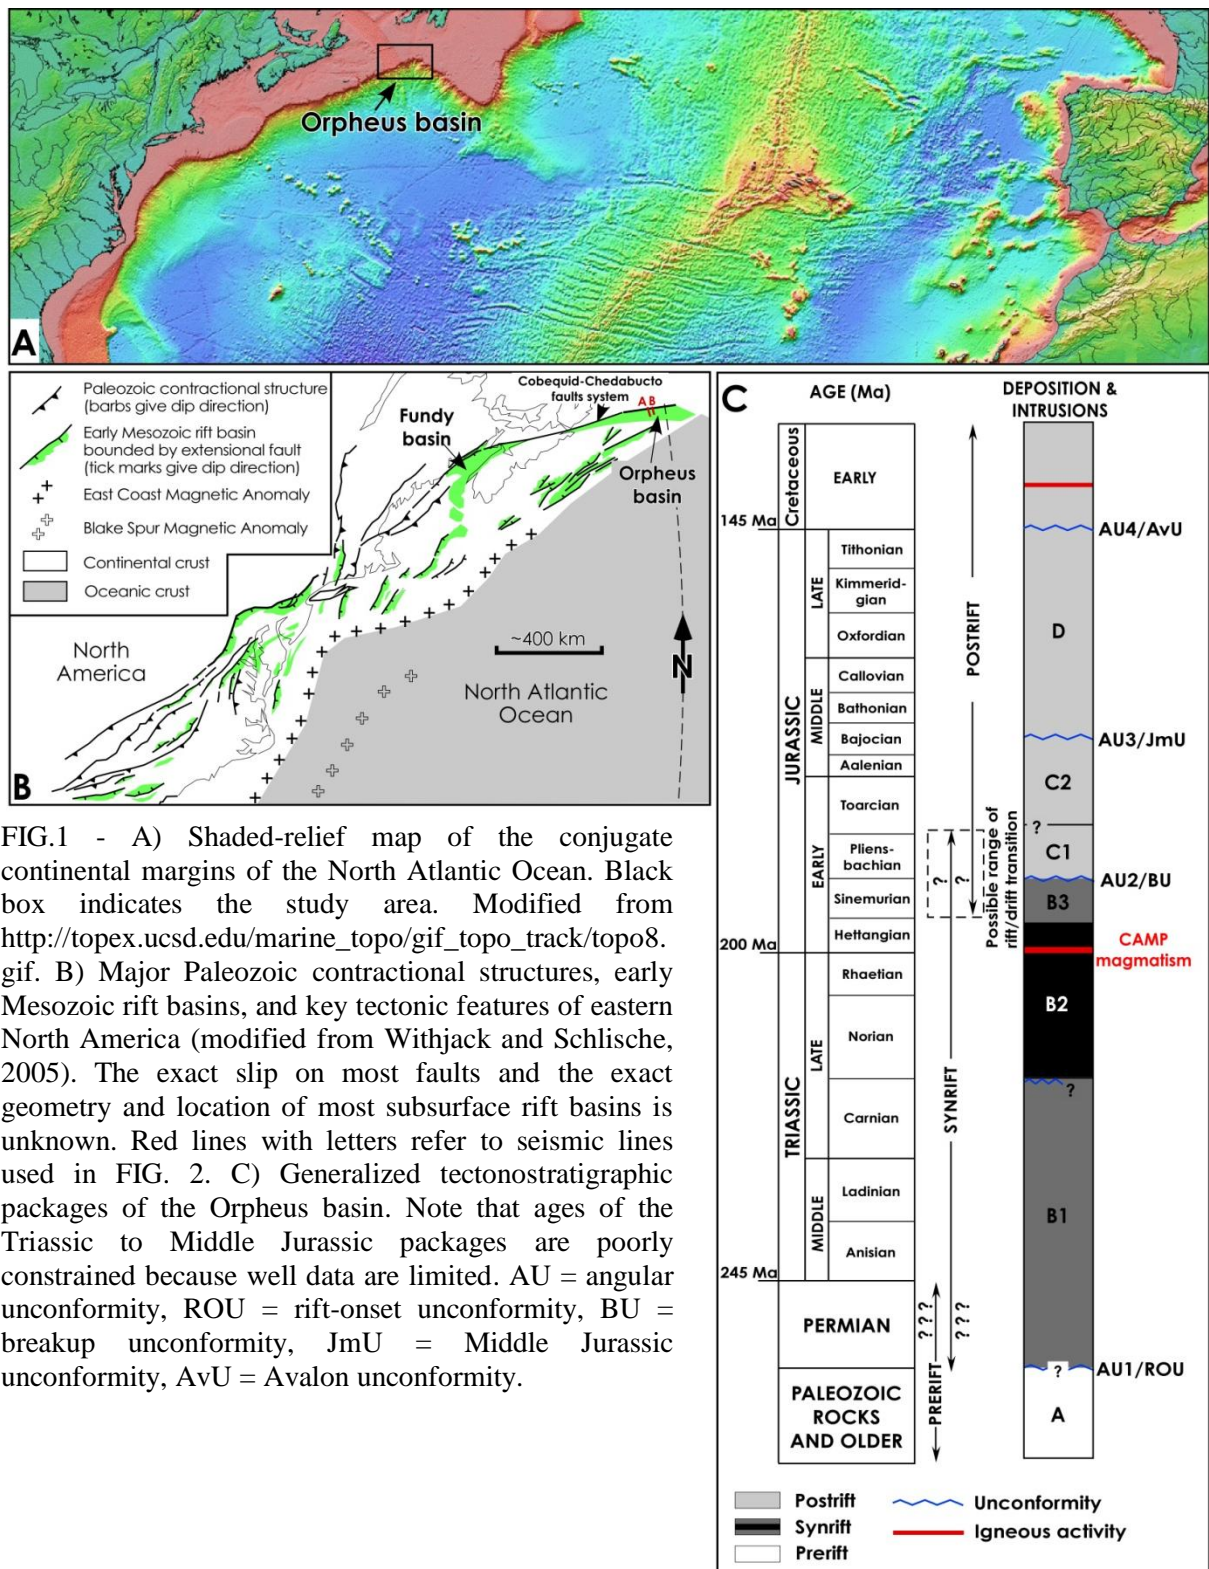 Orpheus basin
A
Paleozoic contractional structure
(barbs give dip direction)
Early Mesozoic rift basin
bounded by extensional fault
(tick marks give dip direction)
East Coast Magnetic Anomaly
Blake Spur Magnetic Anomaly
Continental crust
Oceanic crust
Cobequid-Chedabucto
faults system
A B
Fundy
basin
Orpheus
basin
~400 km
N
North
America
North Atlantic
Ocean
B
FIG.1 - A) Shaded-relief map of the conjugate
continental margins of the North Atlantic Ocean. Black
box indicates the study area. Modified from
http://topex.ucsd.edu/marine_topo/gif_topo_track/topo8.
gif. B) Major Paleozoic contractional structures, early
Mesozoic rift basins, and key tectonic features of eastern
North America (modified from Withjack and Schlische,
2005). The exact slip on most faults and the exact
geometry and location of most subsurface rift basins is
unknown. Red lines with letters refer to seismic lines
used in FIG. 2. C) Generalized tectonostratigraphic
packages of the Orpheus basin. Note that ages of the
Triassic to Middle Jurassic packages are poorly
constrained because well data are limited. AU = angular
unconformity, ROU = rift-onset unconformity, BU =
breakup unconformity, JmU = Middle Jurassic
unconformity, AvU = Avalon unconformity.
C
AGE (Ma)
DEPOSITION &
INTRUSIONS
Cretaceous
EARLY
145 Ma
AU4/AvU
JURASSIC
LATE
Tithonian
Kimmerid-
gian
Oxfordian
D
POSTRIFT
MIDDLE
Callovian
Bathonian
Bajocian
Aalenian
AU3/JmU
C2
EARLY
Toarcian
?
Pliens-
bachian
C1
? ?
Possible range of
rift/drift transition
AU2/BU
Sinemurian
B3
Hettangian
200 Ma
CAMP
magmatism
TRIASSIC
LATE
Rhaetian
Norian
B2
?
Carnian
SYNRIFT
MIDDLE
Ladinian
B1
Anisian
245 Ma
PERMIAN
???
???
AU1/ROU
?
PALEOZOIC
ROCKS
AND OLDER
PRERIFT
A
Postrift
Synrift
Prerift
Unconformity
Igneous activity